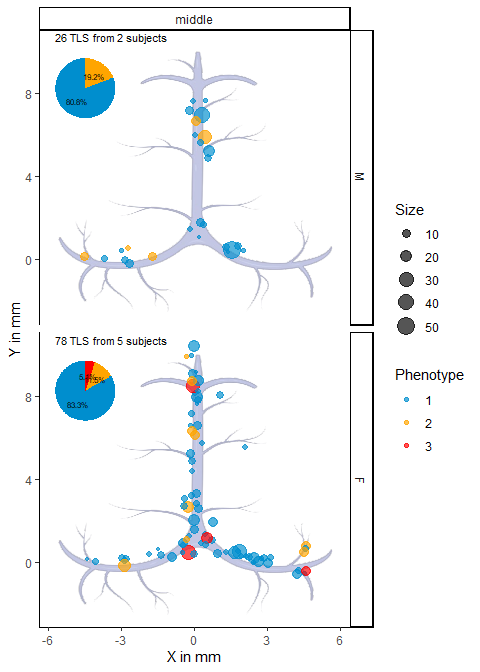 middle
26 TLS from 2 subjects
19.2%
80.8%
8
4
0
M
Y in mm
78 TLS from 5 subjects
83.3%
8
4
0
F
-6 -3 0 3 6
X in mm
Size
10
20
30
40
50
Phenotype
1
2
3